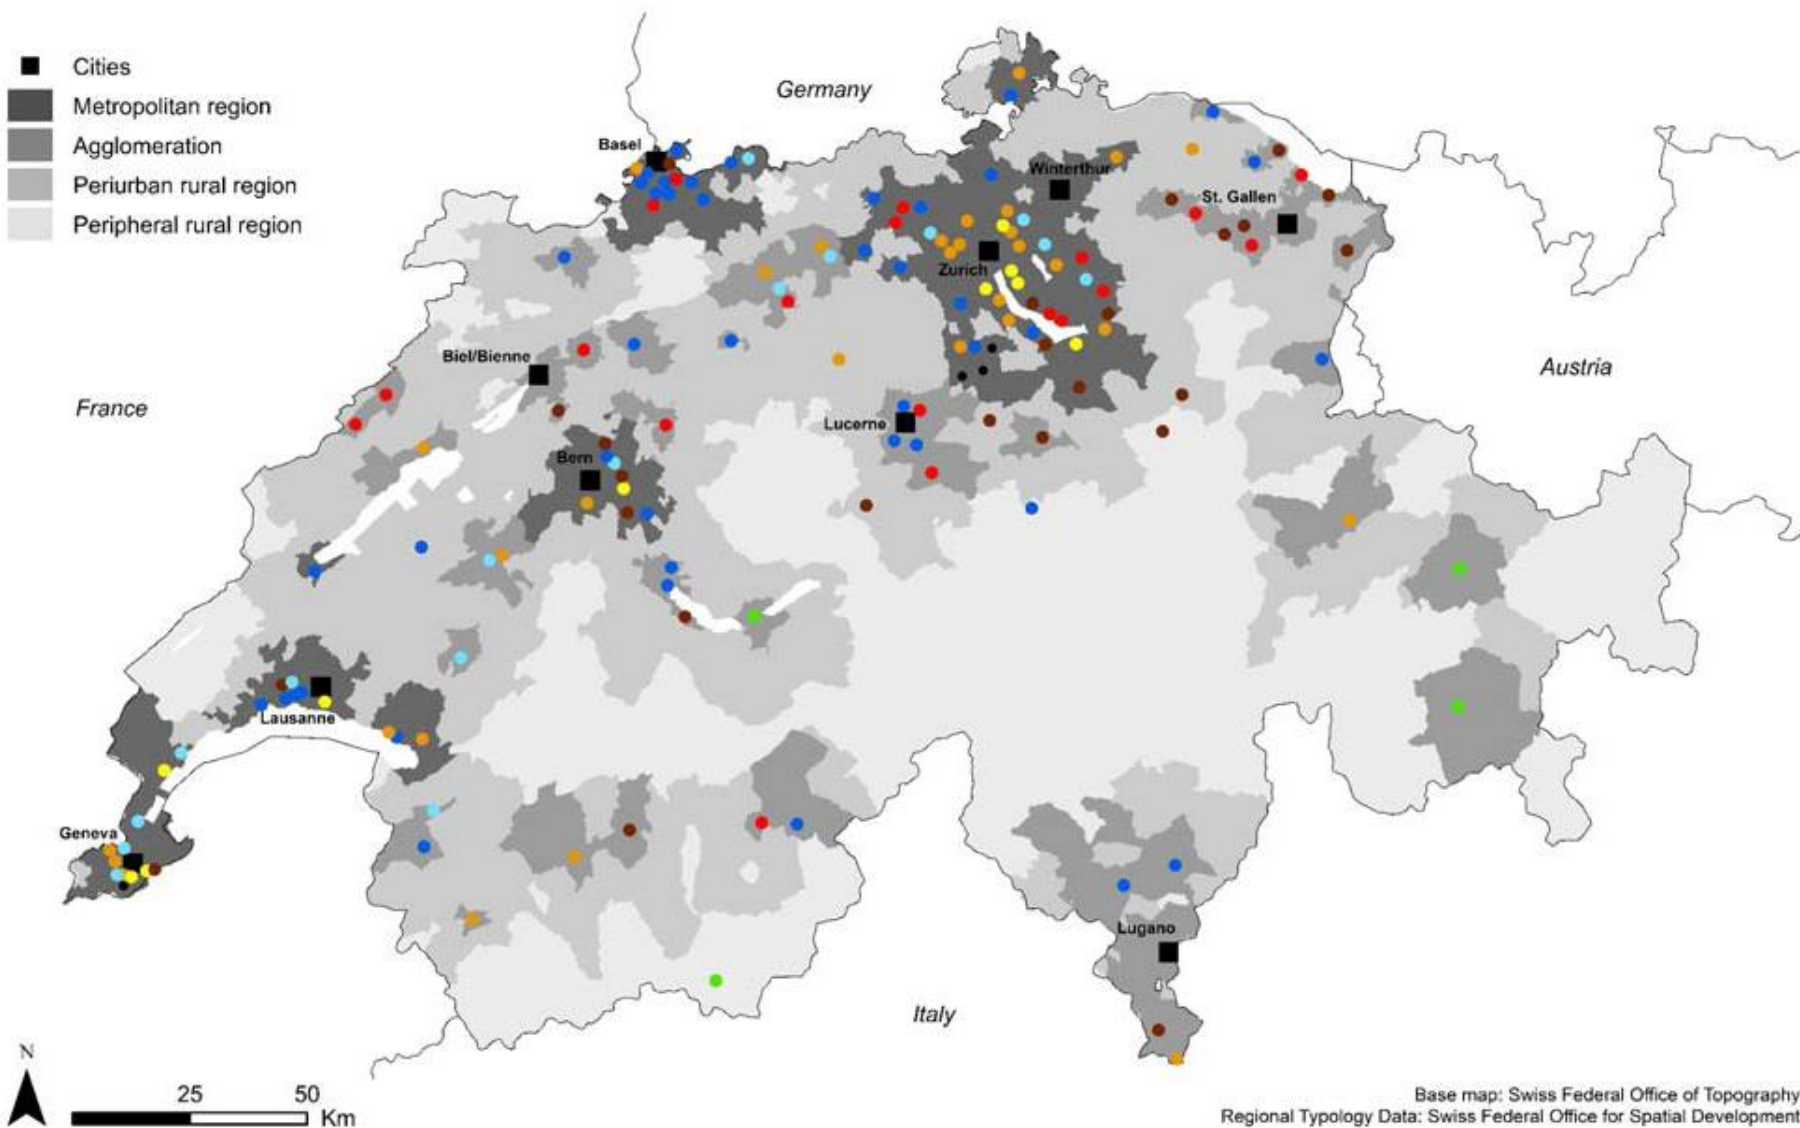 Cities
Metropolitan region
Agglomeration
Periurban rural region
Peripheral rural region
Germany
Basel
Winterthur
St. Gallen
Zurich
Biel/Bienne
Austria
France
Lucerne
Bern
Lausanne
Geneva
Lugano
Italy
N
25 50
Km
Base map: Swiss Federal Office of Topography
Regional Typology Data: Swiss Federal Office for Spatial Development